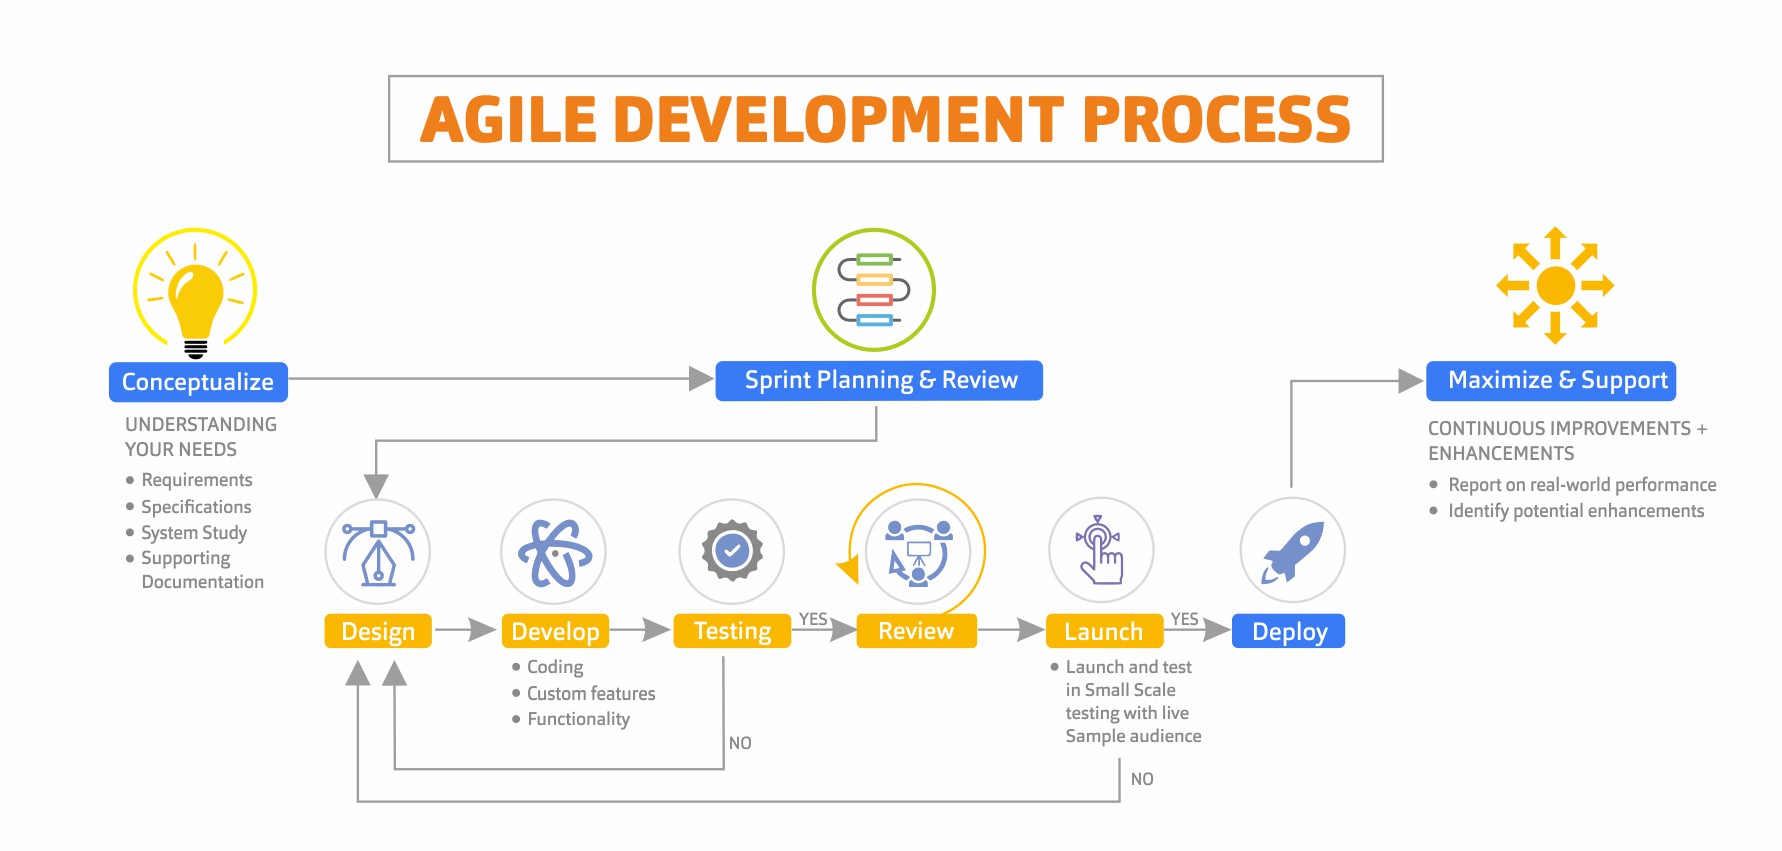 AGILE DEVELOPMENT PROCESS
Conceptualize
UNDERSTANDING
YOUR NEEDS
• Requirements
• Specifications
• System Study
• Supporting
Documentation
Sprint Planning & Review
Maximize & Support
CONTINUOUS IMPROVEMENTS +
ENHANCEMENTS
• Report on real-world performance
• Identify potential enhancements
Design
Develop
• Coding
• Custom features
• Functionality
Testing
YES
NO
Review
Launch
• Launch and test
in Small Scale
testing with live
Sample audience
YES
NO
Deploy